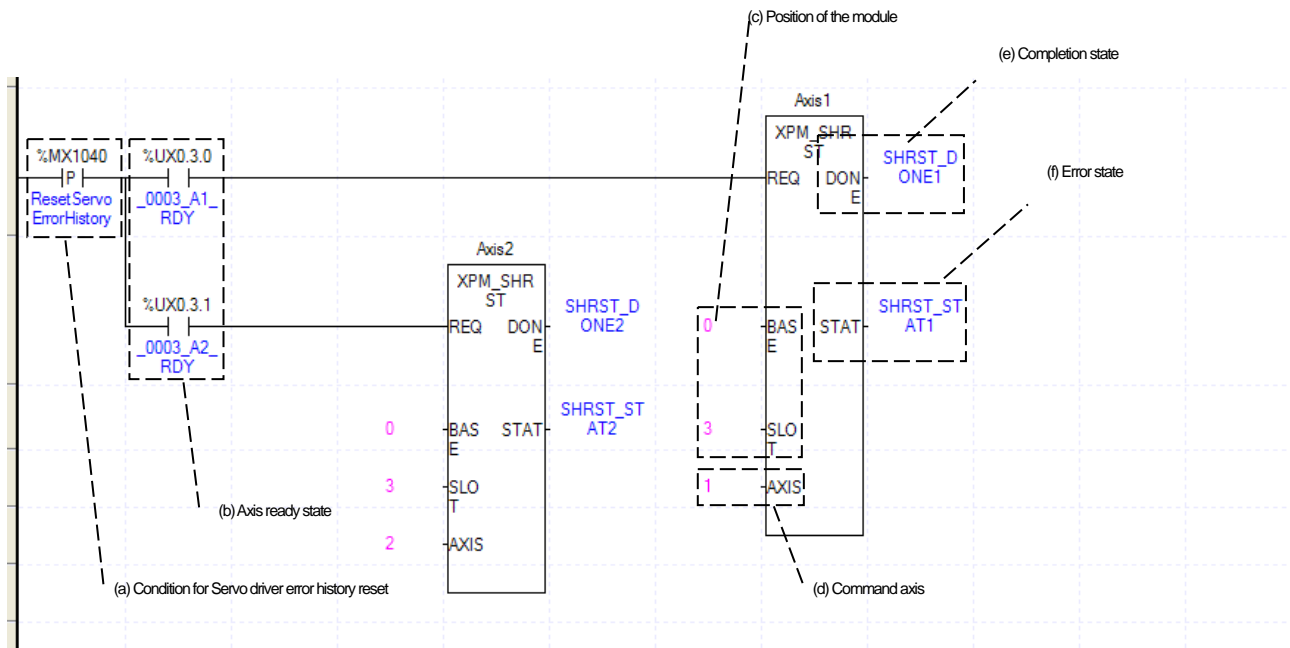 (c) Position of the module
(e) Completion state
Axis1
XPM_SHR
ST
%MX1040
%UX0.3.0
P
REQ
DON
E
SHRST_D
ONE1
(f) Error state
ResetServo
ErrorHistory
_0003_A1_
RDY
Axis2
XPM_SHR
ST
%UX0.3.1
REQ
DON
E
SHRST_D
ONE2
0
BAS
E
STAT
SHRST_ST
AT1
_0003_A2_
RDY
0
BAS
E
STAT
SHRST_ST
AT2
3
SLO
T
3
SLO
T
1
AXIS
(b) Axis ready state
2
AXIS
(a) Condition for Servo driver error history reset
(d) Command axis